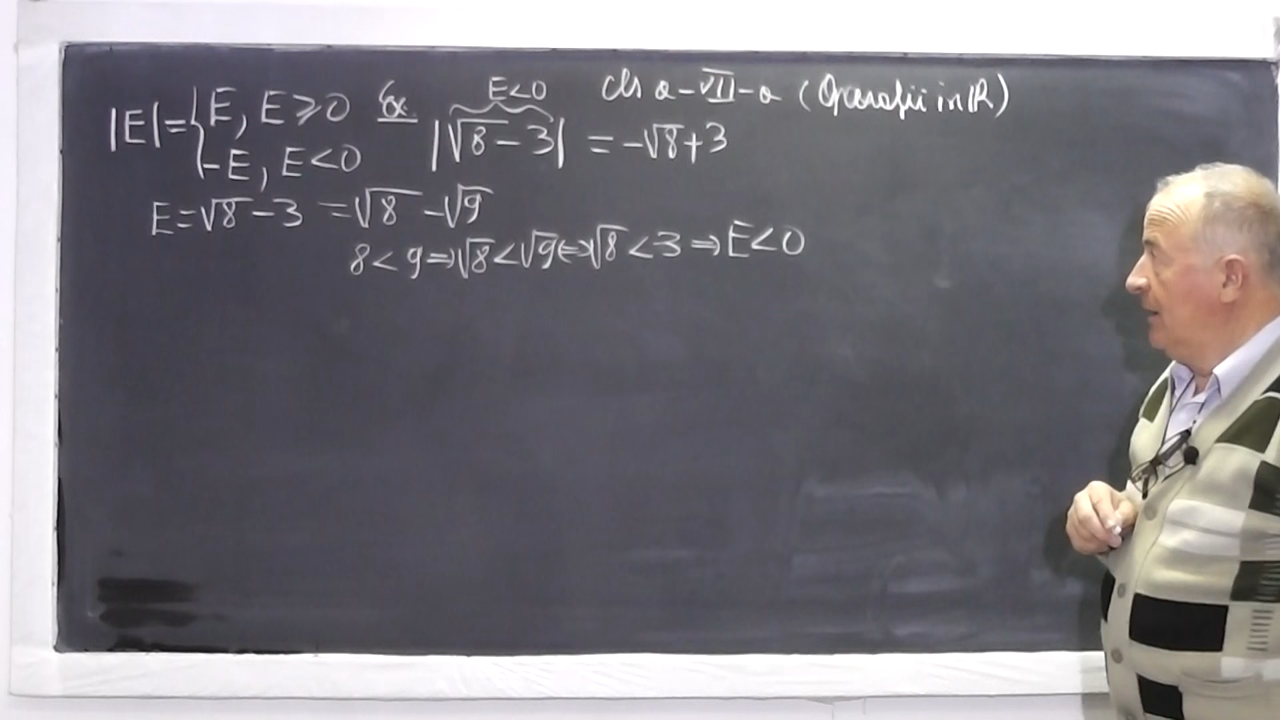 |E|={E, E⩾0 Ex. |√8-3| = -√8+3 cls a-VII-a (Operații in ℝ)
-E, E<0 E<0
E=√8-3 =√8 -√9
8<9⇒√8<√9⇔√8<3⇒E<0